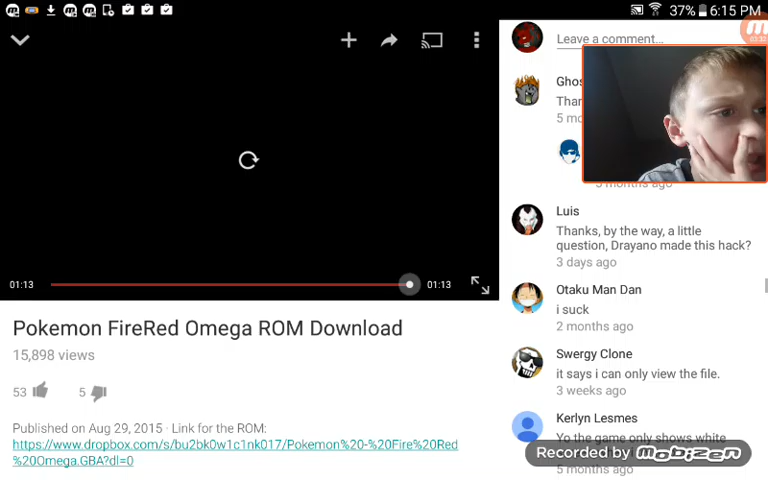 37% 6:15 PM
Leave a comment...
Ghos
Than
5 mo
5 months ago
Luis
Thanks, by the way, a little
question, Drayano made this hack?
3 days ago
01:13
01:13
Otaku Man Dan
i suck
2 months ago
Pokemon FireRed Omega ROM Download
15,898 views
53
5
Swergy Clone
it says i can only view the file.
3 weeks ago
Published on Aug 29, 2015 · Link for the ROM:
https://www.dropbox.com/s/bu2bk0w1c1nk017/Pokemon%20-%20Fire%20Red
%20Omega.GBA?dl=0
Kerlyn Lesmes
Yo the game only shows white
5 months ago
Recorded by mobizen